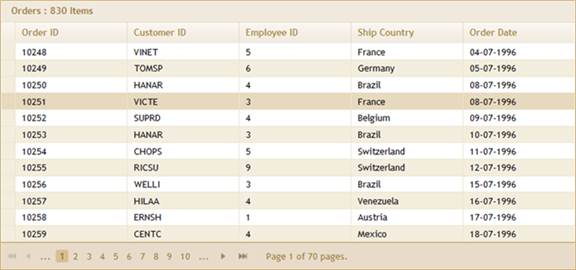 Orders : 830 Items
Order ID Customer ID Employee ID Ship Country Order Date
10248 VINET 5 France 04-07-1996
10249 TOMSP 6 Germany 05-07-1996
10250 HANAR 4 Brazil 08-07-1996
10251 VICTE 3 France 08-07-1996
10252 SUPRD 4 Belgium 09-07-1996
10253 HANAR 3 Brazil 10-07-1996
10254 CHOPS 5 Switzerland 11-07-1996
10255 RICSU 9 Switzerland 12-07-1996
10256 WELLI 3 Brazil 15-07-1996
10257 HILAA 4 Venezuela 16-07-1996
10258 ERNSH 1 Austria 17-07-1996
10259 CENTC 4 Mexico 18-07-1996
... 1 2 3 4 5 6 7 8 9 10 ... Page 1 of 70 pages.